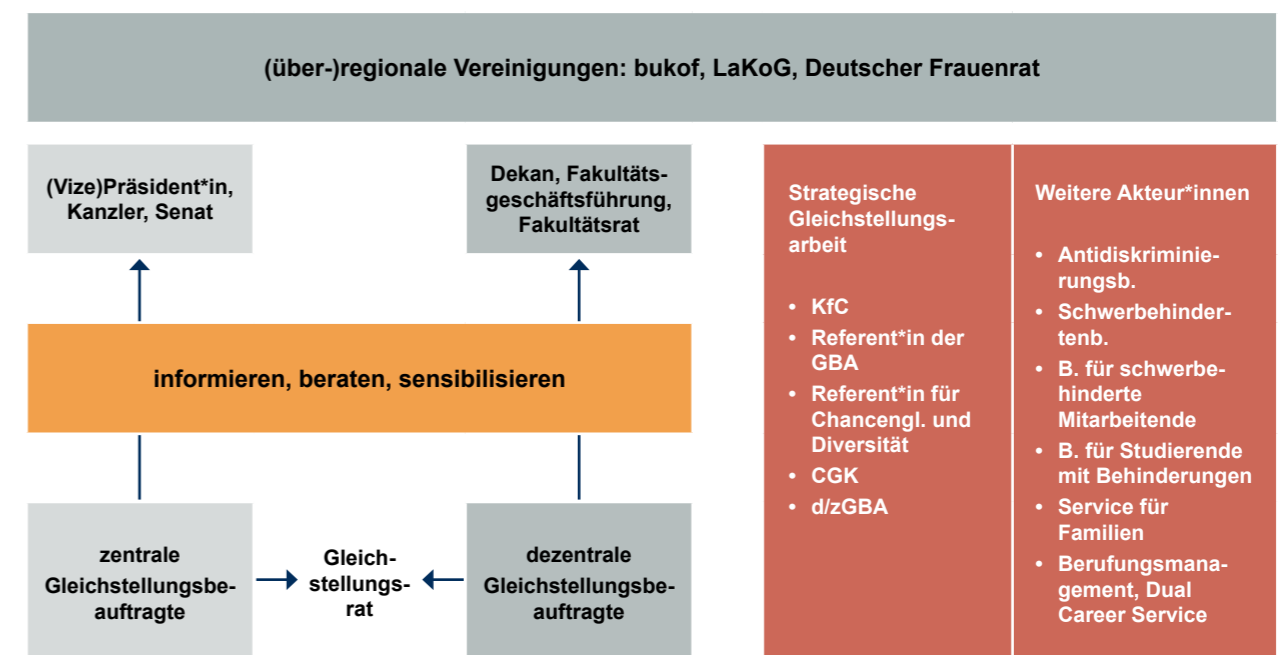 (über-)regionale Vereinigungen: bukof, LaKoG, Deutscher Frauenrat
(Vize)Präsident*in,
Kanzler, Senat
Dekan, Fakultäts-
geschäftsführung,
Fakultätsrat
informieren, beraten, sensibilisieren
zentrale
Gleichstellungsbe-
auftragte
Gleich-
stellungs-
rat
dezentrale
Gleichstellungsbe-
auftragte
Strategische
Gleichstellungs-
arbeit
• KfC
• Referent*in der
GBA
• Referent*in für
Chancengl. und
Diversität
• CGK
• d/zGBA
Weitere Akteur*innen
• Antidiskriminie-
rungsb.
• Schwerbehinder-
tenb.
• B. für schwerbe-
hinderte
Mitarbeitende
• B. für Studierende
mit Behinderungen
• Service für
Familien
• Berufungsmana-
gement, Dual
Career Service